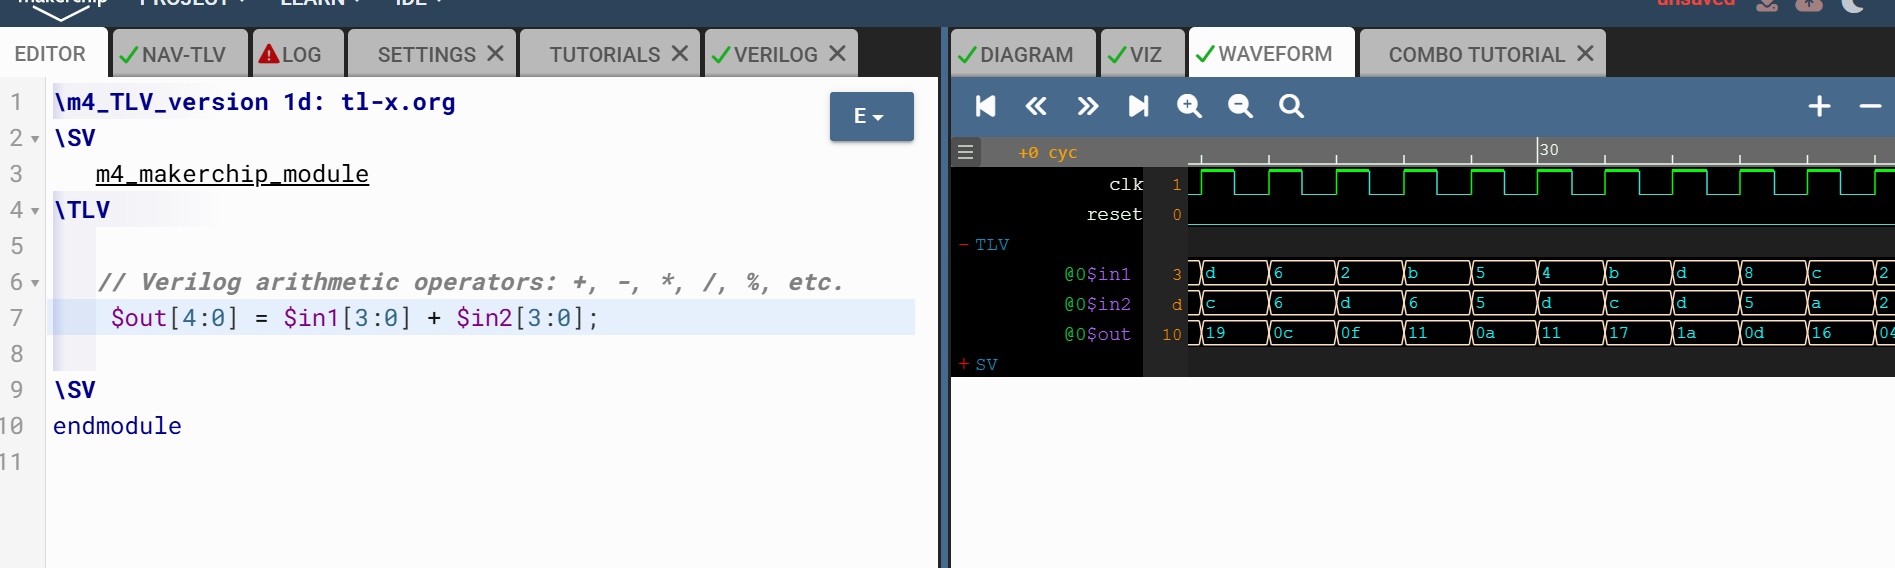 makerchip PROJECT LEARN IDE unsaved
EDITOR NAV-TLV LOG SETTINGS TUTORIALS VERILOG
DIAGRAM VIZ WAVEFORM COMBO TUTORIAL
1 \m4_TLV_version 1d: tl-x.org
2 \SV
3 m4_makerchip_module
4 \TLV
5
6 // Verilog arithmetic operators: +, -, *, /, %, etc.
7 $out[4:0] = $in1[3:0] + $in2[3:0];
8
9 \SV
10 endmodule
11
E
+0 cyc 30
clk 1
reset 0
- TLV
@0$in1 3 d 6 2 b 5 4 b d 8 c 2
@0$in2 d c 6 d 6 5 d c d 5 a 2
@0$out 10 19 0c 0f 11 0a 11 17 1a 0d 16 04
+ SV